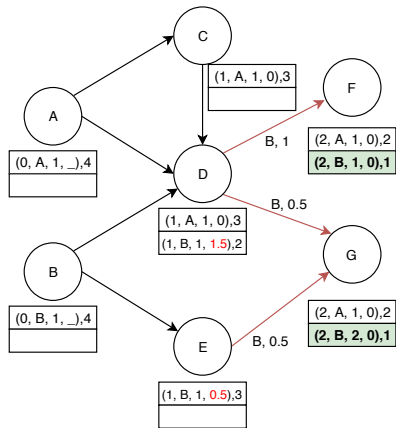 C
(1, A, 1, 0),3
A
F
(0, A, 1, _),4
B, 1
D
(2, A, 1, 0),2
(2, B, 1, 0),1
(1, A, 1, 0),3
(1, B, 1, 1.5),2
B, 0.5
B
G
(0, B, 1, _),4
(2, A, 1, 0),2
(2, B, 2, 0),1
E
B, 0.5
(1, B, 1, 0.5),3